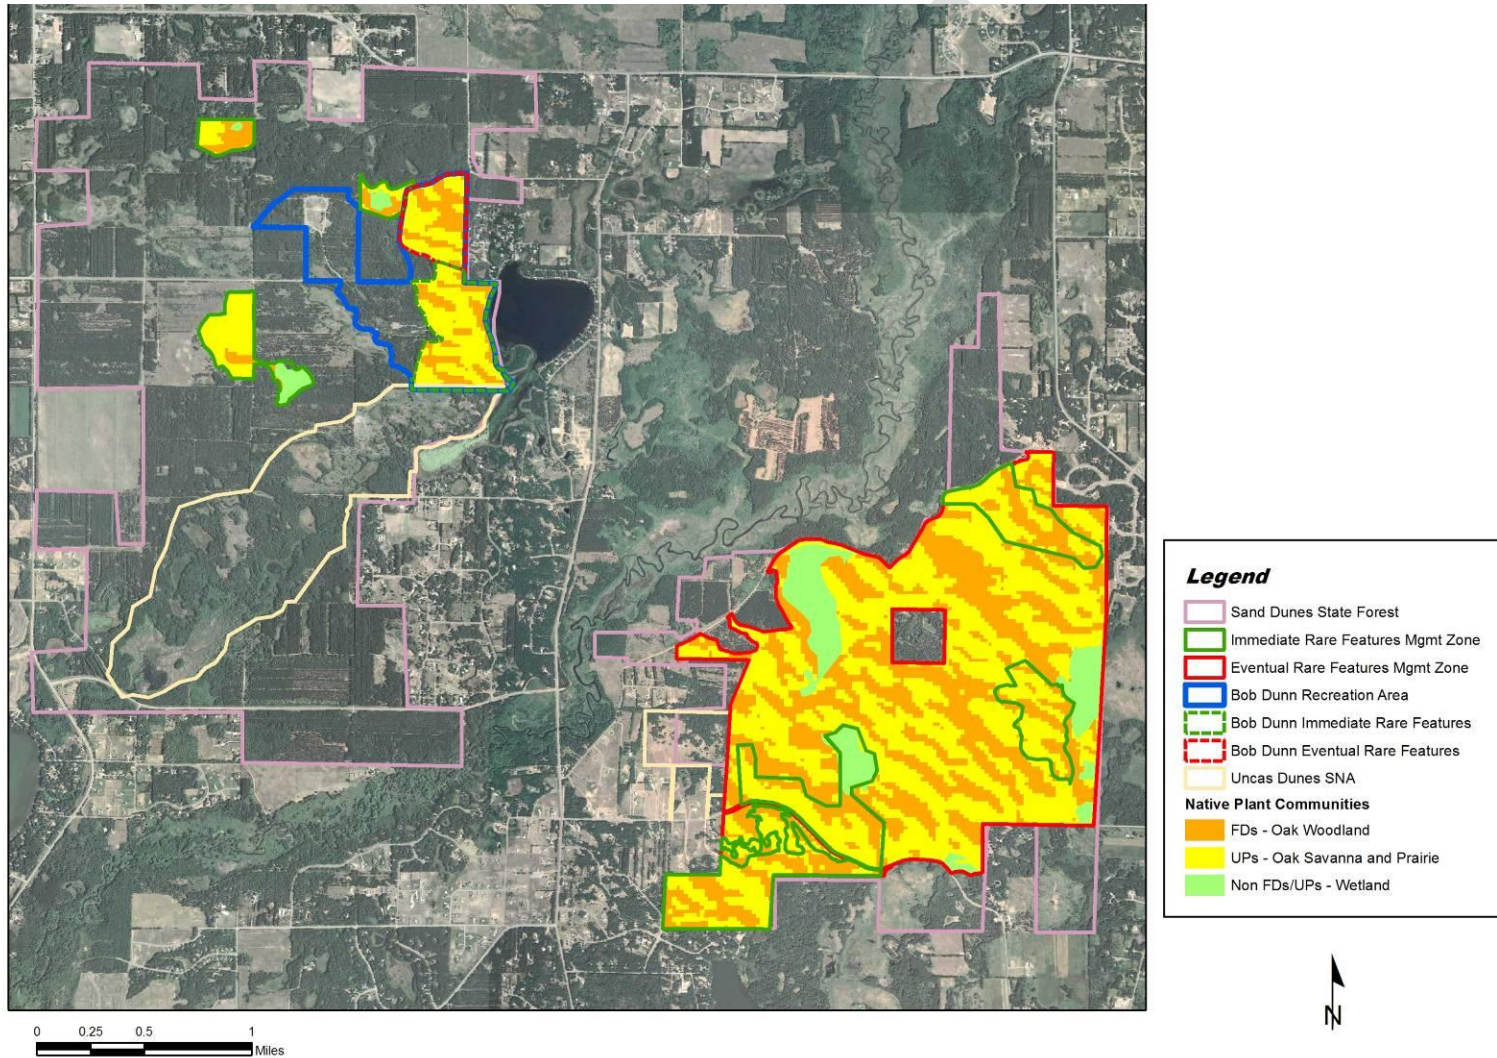 Legend
Sand Dunes State Forest
Immediate Rare Features Mgmt Zone
Eventual Rare Features Mgmt Zone
Bob Dunn Recreation Area
Bob Dunn Immediate Rare Features
Bob Dunn Eventual Rare Features
Uncas Dunes SNA
Native Plant Communities
FDs - Oak Woodland
UPs - Oak Savanna and Prairie
Non FDs/UPs - Wetland
N
0 0.25 0.5 1
Miles